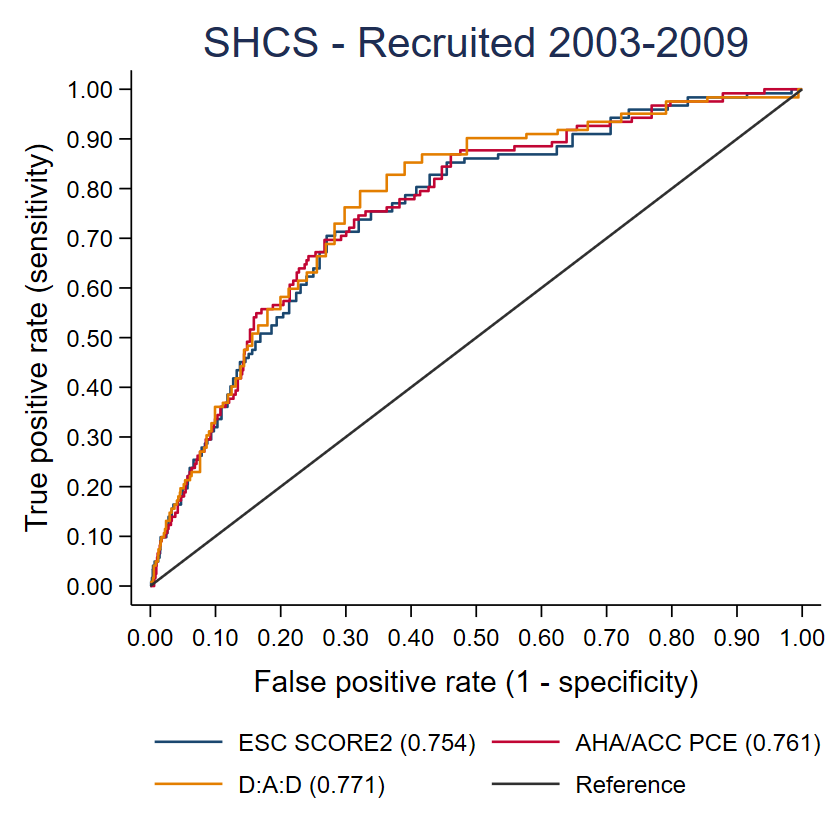 SHCS - Recruited 2003-2009
True positive rate (sensitivity)
1.00
0.90
0.80
0.70
0.60
0.50
0.40
0.30
0.20
0.10
0.00
0.00 0.10 0.20 0.30 0.40 0.50 0.60 0.70 0.80 0.90 1.00
False positive rate (1 - specificity)
ESC SCORE2 (0.754) AHA/ACC PCE (0.761)
D:A:D (0.771) Reference